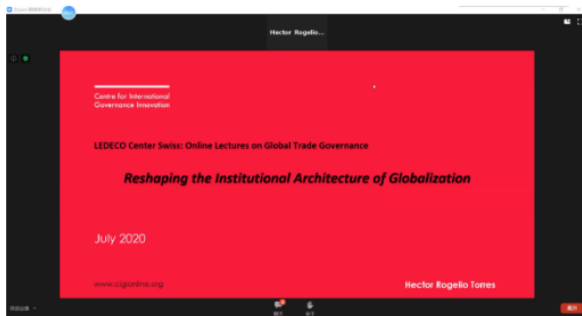 Hector Rogelio...
Centre for International
Governance Innovation
LEDECO Center Swiss: Online Lectures on Global Trade Governance
Reshaping the Institutional Architecture of Globalization
July 2020
www.cigionline.org
Hector Rogelio Torres